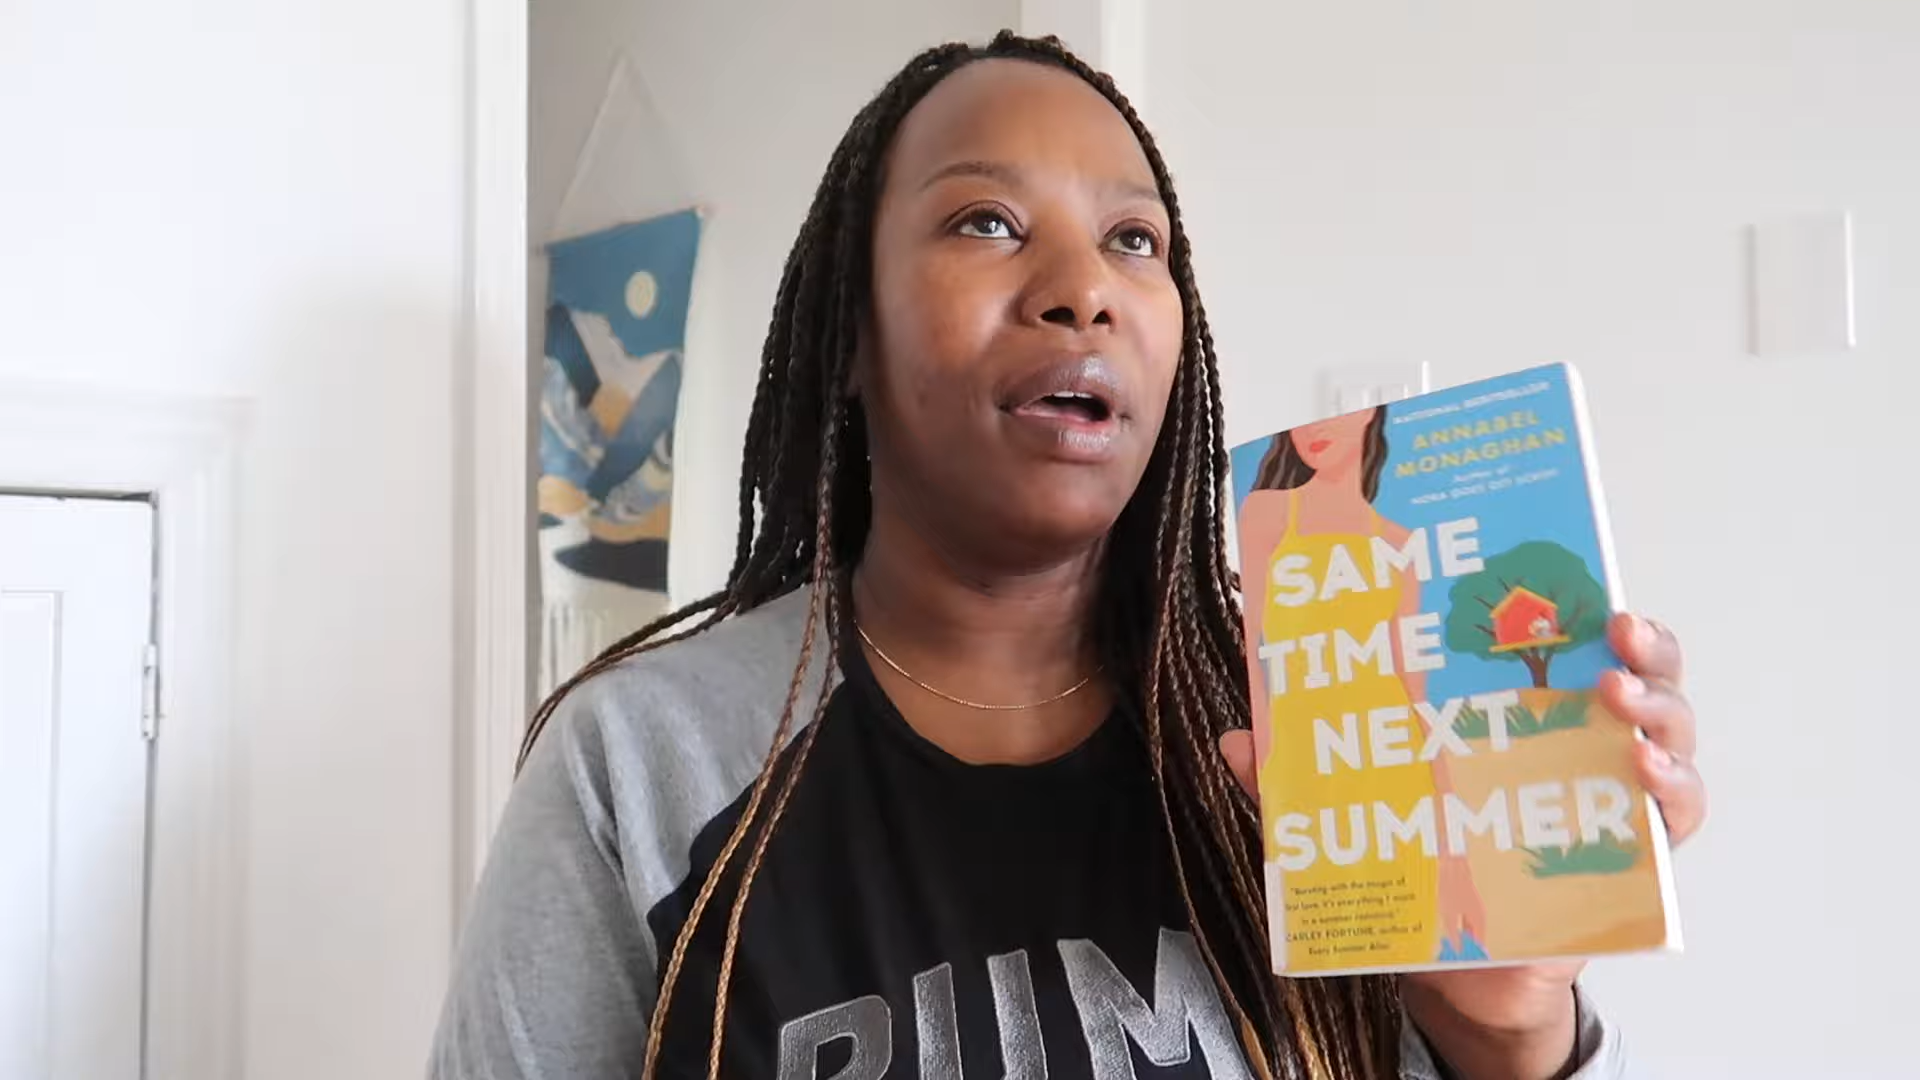 NATIONAL BESTSELLER
ANNABEL
MONAGHAN
Author of
NORA GOES OFF SCRIPT
SAME
TIME
NEXT
SUMMER
"Bursting with the magic of
first love, it's everything I want
in a summer romance."
CARLEY FORTUNE, author of
Every Summer After
PUM